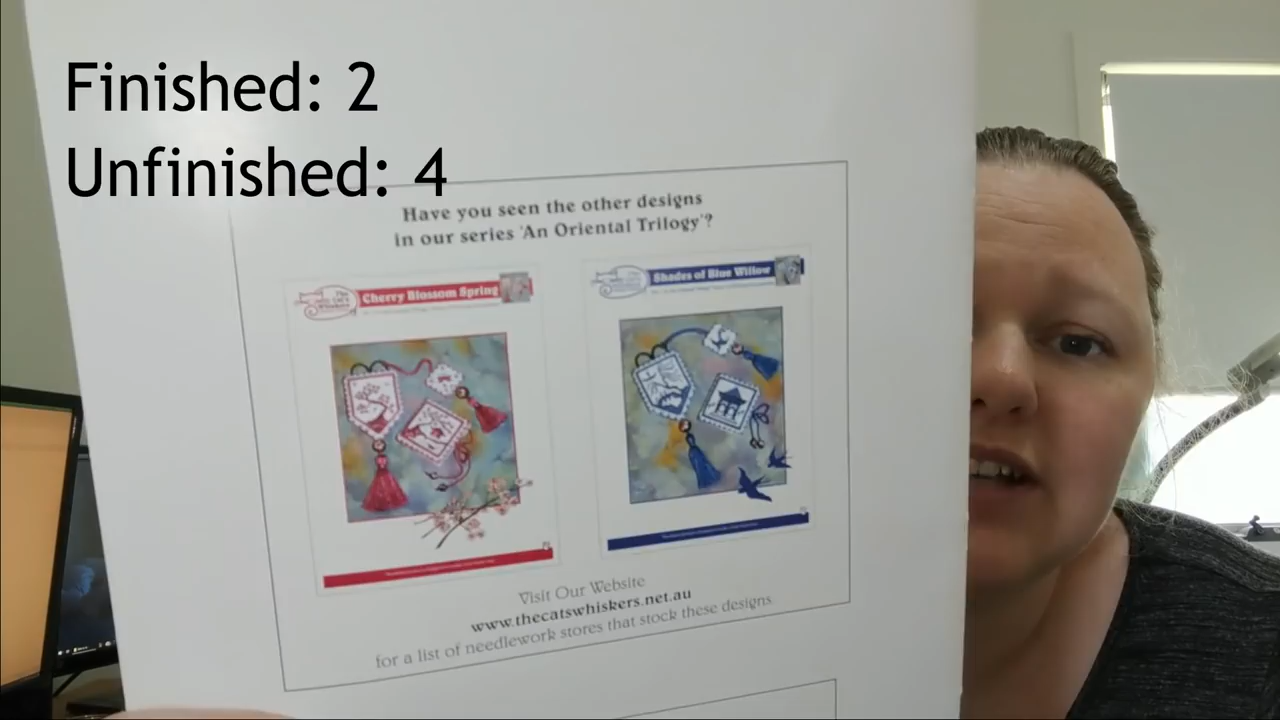 Finished: 2
Unfinished: 4
Have you seen the other designs
in our series 'An Oriental Trilogy'?
Cherry Blossom Spring
Shades of Blue Willow
Visit Our Website
www.thecatswhiskers.net.au
for a list of needlework stores that stock these designs